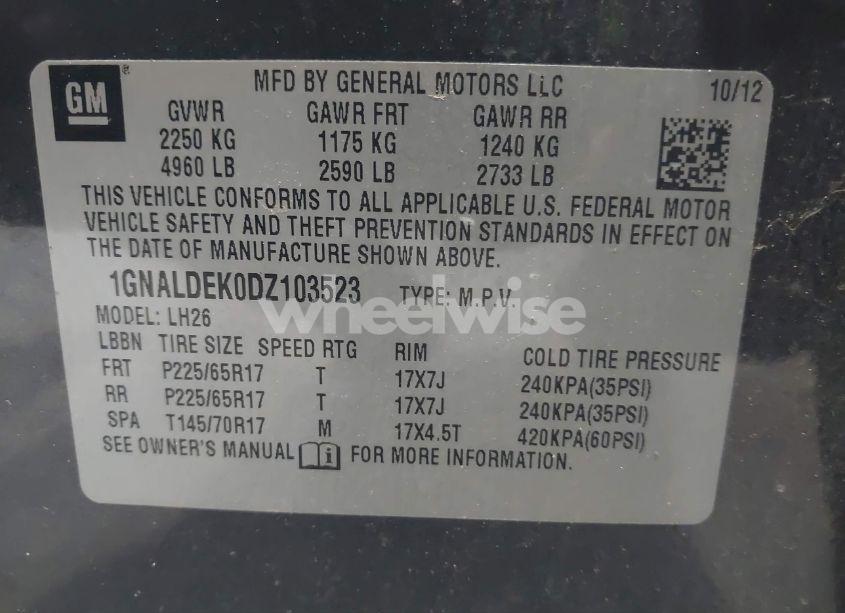 GM®
MFD BY GENERAL MOTORS LLC 10/12
GVWR GAWR FRT GAWR RR
2250 KG 1175 KG 1240 KG
4960 LB 2590 LB 2733 LB
THIS VEHICLE CONFORMS TO ALL APPLICABLE U.S. FEDERAL MOTOR
VEHICLE SAFETY AND THEFT PREVENTION STANDARDS IN EFFECT ON
THE DATE OF MANUFACTURE SHOWN ABOVE.
1GNALDEK0DZ103523 TYPE: M.P.V.
wheelwise
MODEL: LH26
LBBN TIRE SIZE SPEED RTG RIM COLD TIRE PRESSURE
FRT P225/65R17 T 17X7J 240KPA(35PSI)
RR P225/65R17 T 17X7J 240KPA(35PSI)
SPA T145/70R17 M 17X4.5T 420KPA(60PSI)
SEE OWNER'S MANUAL i FOR MORE INFORMATION.